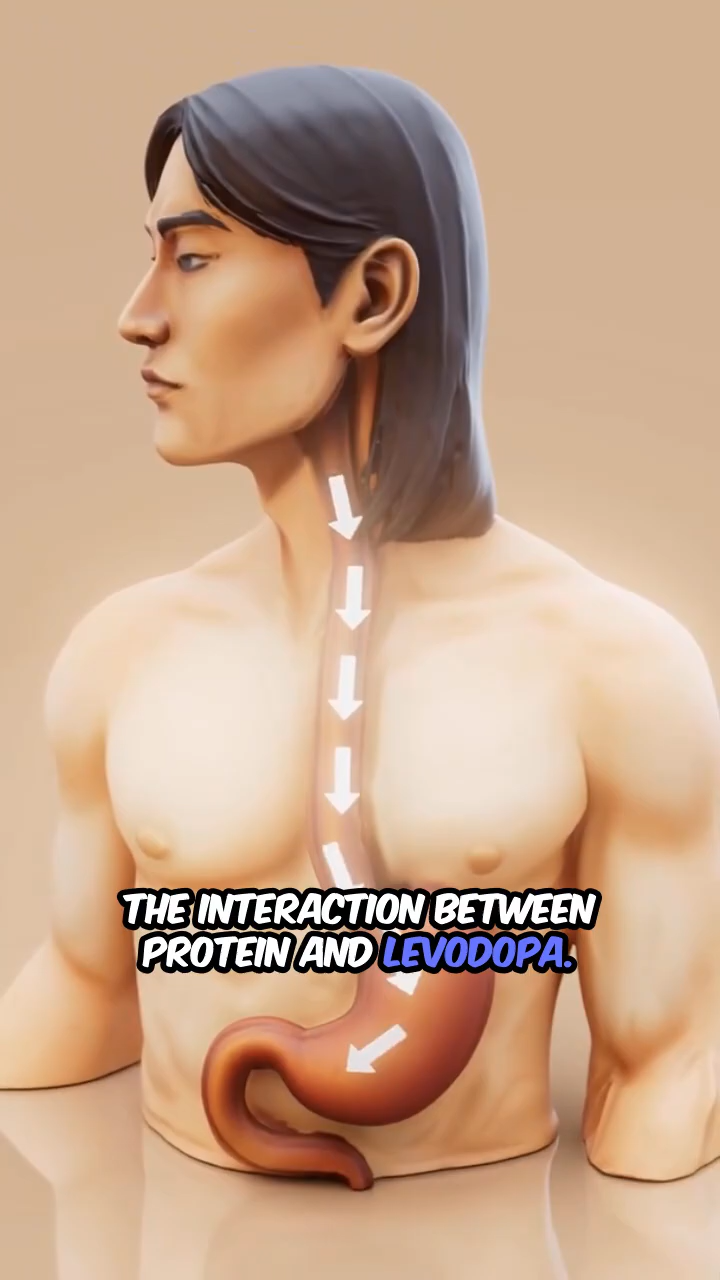 THE INTERACTION BETWEEN
PROTEIN AND LEVODOPA.